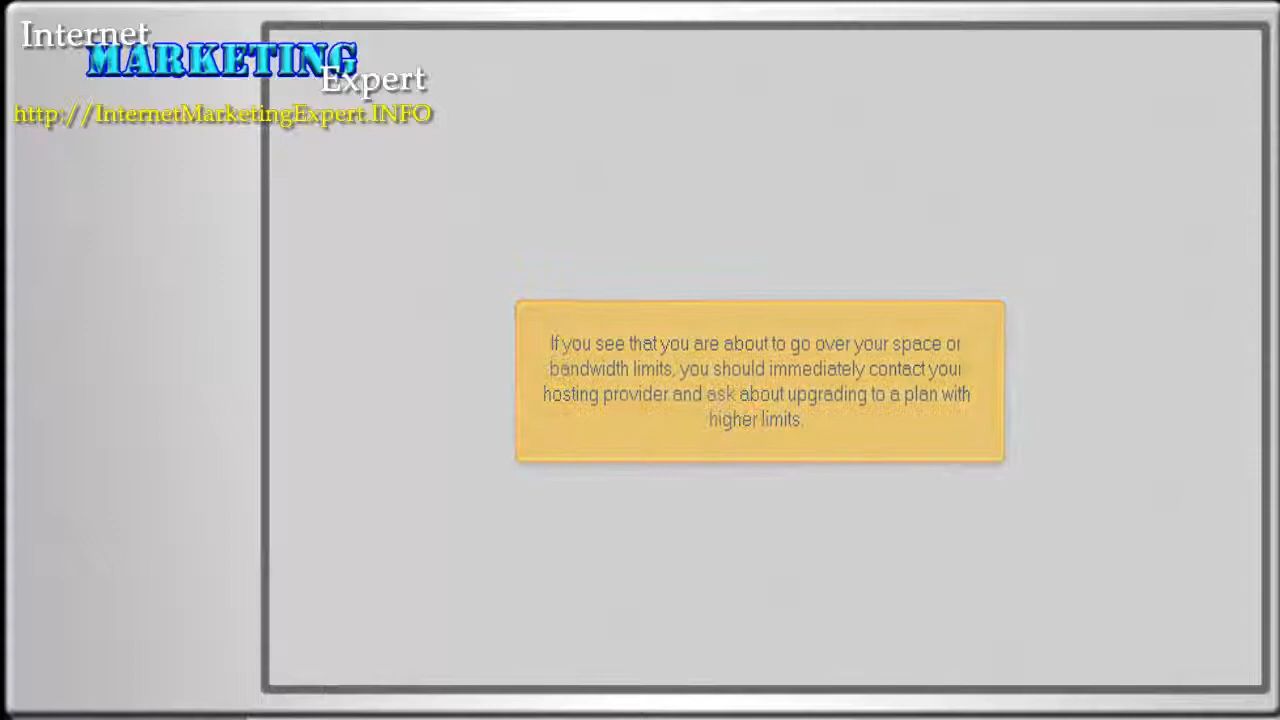 Internet
MARKETING
Expert
http://InternetMarketingExpert.INFO
If you see that you are about to go over your space or
bandwidth limits, you should immediately contact your
hosting provider and ask about upgrading to a plan with
higher limits.